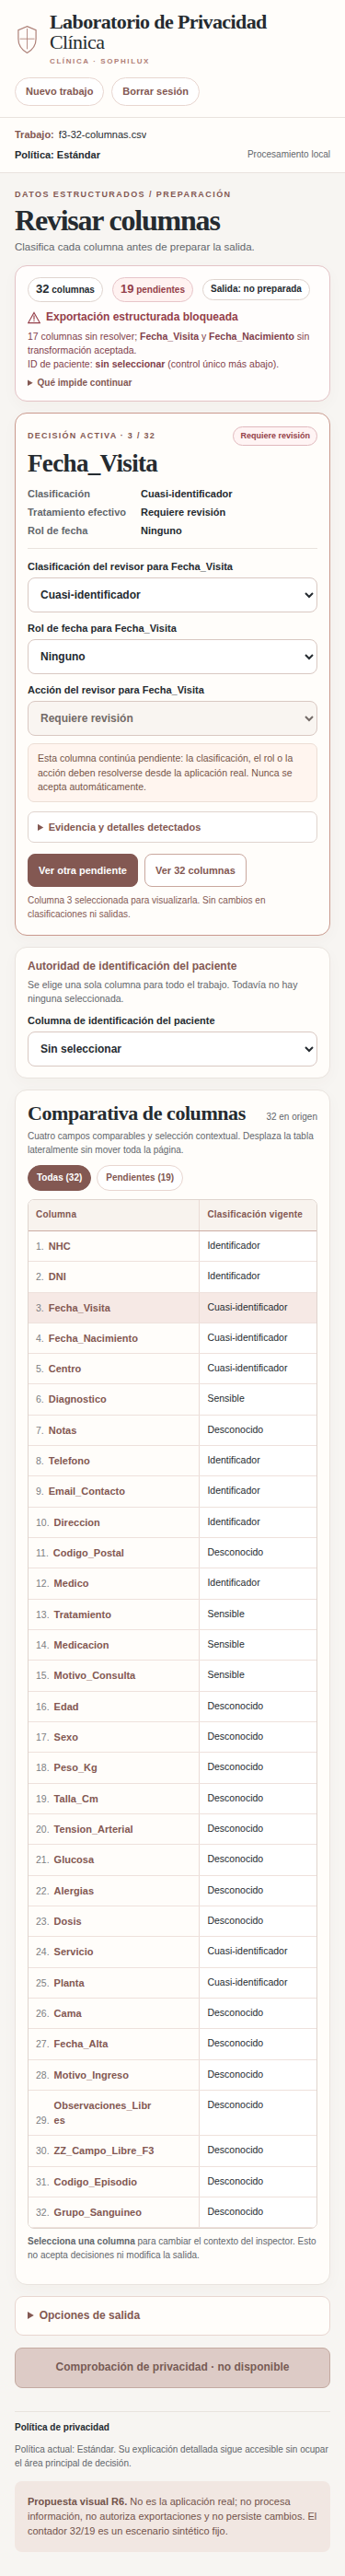 Laboratorio de Privacidad
Clínica
CLÍNICA · SOPHILUX
Nuevo trabajo
Borrar sesión
Trabajo: f3-32-columnas.csv
Política: Estándar
Procesamiento local
DATOS ESTRUCTURADOS / PREPARACIÓN
Revisar columnas
Clasifica cada columna antes de preparar la salida.
32 columnas
19 pendientes
Salida: no preparada
Exportación estructurada bloqueada
17 columnas sin resolver; Fecha_Visita y Fecha_Nacimiento sin
transformación aceptada.
ID de paciente: sin seleccionar (control único más abajo).
Qué impide continuar
DECISIÓN ACTIVA · 3 / 32
Requiere revisión
Fecha_Visita
Clasificación Cuasi-identificador
Tratamiento efectivo Requiere revisión
Rol de fecha Ninguno
Clasificación del revisor para Fecha_Visita
Cuasi-identificador
Rol de fecha para Fecha_Visita
Ninguno
Acción del revisor para Fecha_Visita
Requiere revisión
Esta columna continúa pendiente: la clasificación, el rol o la
acción deben resolverse desde la aplicación real. Nunca se
acepta automáticamente.
Evidencia y detalles detectados
Ver otra pendiente
Ver 32 columnas
Columna 3 seleccionada para visualizarla. Sin cambios en
clasificaciones ni salidas.
Autoridad de identificación del paciente
Se elige una sola columna para todo el trabajo. Todavía no hay
ninguna seleccionada.
Columna de identificación del paciente
Sin seleccionar
Comparativa de columnas
32 en origen
Cuatro campos comparables y selección contextual. Desplaza la tabla
lateralmente sin mover toda la página.
Todas (32)
Pendientes (19)
Columna Clasificación vigente
1. NHC Identificador
2. DNI Identificador
3. Fecha_Visita Cuasi-identificador
4. Fecha_Nacimiento Cuasi-identificador
5. Centro Cuasi-identificador
6. Diagnostico Sensible
7. Notas Desconocido
8. Telefono Identificador
9. Email_Contacto Identificador
10. Direccion Identificador
11. Codigo_Postal Desconocido
12. Medico Identificador
13. Tratamiento Sensible
14. Medicacion Sensible
15. Motivo_Consulta Sensible
16. Edad Desconocido
17. Sexo Desconocido
18. Peso_Kg Desconocido
19. Talla_Cm Desconocido
20. Tension_Arterial Desconocido
21. Glucosa Desconocido
22. Alergias Desconocido
23. Dosis Desconocido
24. Servicio Cuasi-identificador
25. Planta Cuasi-identificador
26. Cama Desconocido
27. Fecha_Alta Desconocido
28. Motivo_Ingreso Desconocido
Observaciones_Libr Desconocido
29. es
30. ZZ_Campo_Libre_F3 Desconocido
31. Codigo_Episodio Desconocido
32. Grupo_Sanguineo Desconocido
Selecciona una columna para cambiar el contexto del inspector. Esto
no acepta decisiones ni modifica la salida.
Opciones de salida
Comprobación de privacidad · no disponible
Política de privacidad
Política actual: Estándar. Su explicación detallada sigue accesible sin ocupar
el área principal de decisión.
Propuesta visual R6. No es la aplicación real; no procesa
información, no autoriza exportaciones y no persiste cambios. El
contador 32/19 es un escenario sintético fijo.